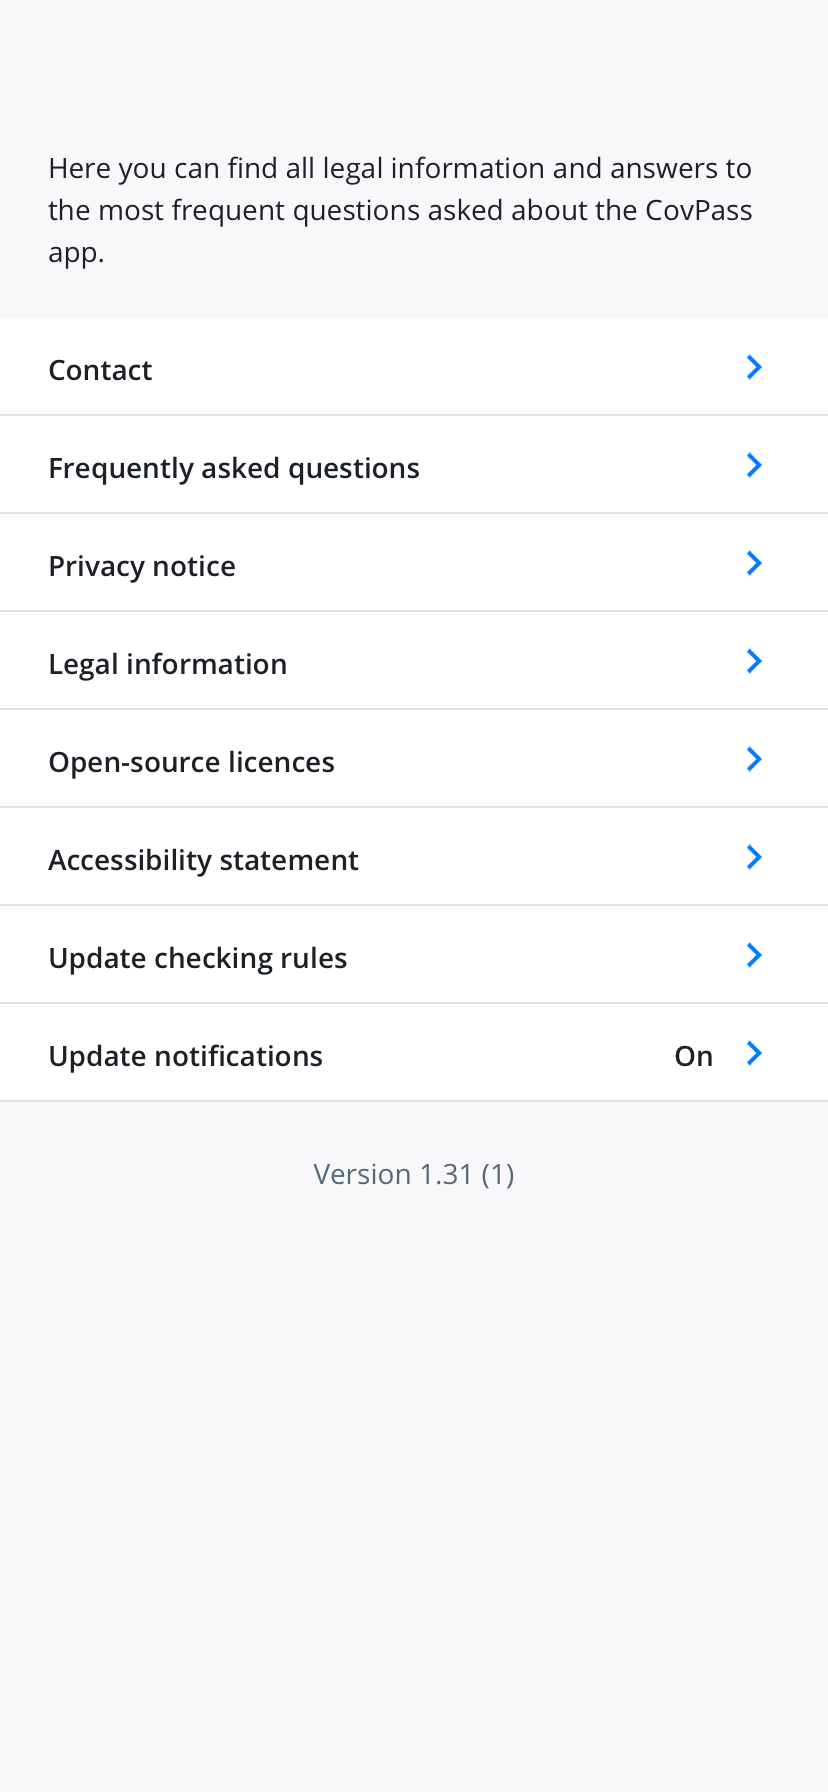 Here you can find all legal information and answers to
the most frequent questions asked about the CovPass
app.
Contact
Frequently asked questions
Privacy notice
Legal information
Open-source licences
Accessibility statement
Update checking rules
Update notifications On
Version 1.31 (1)